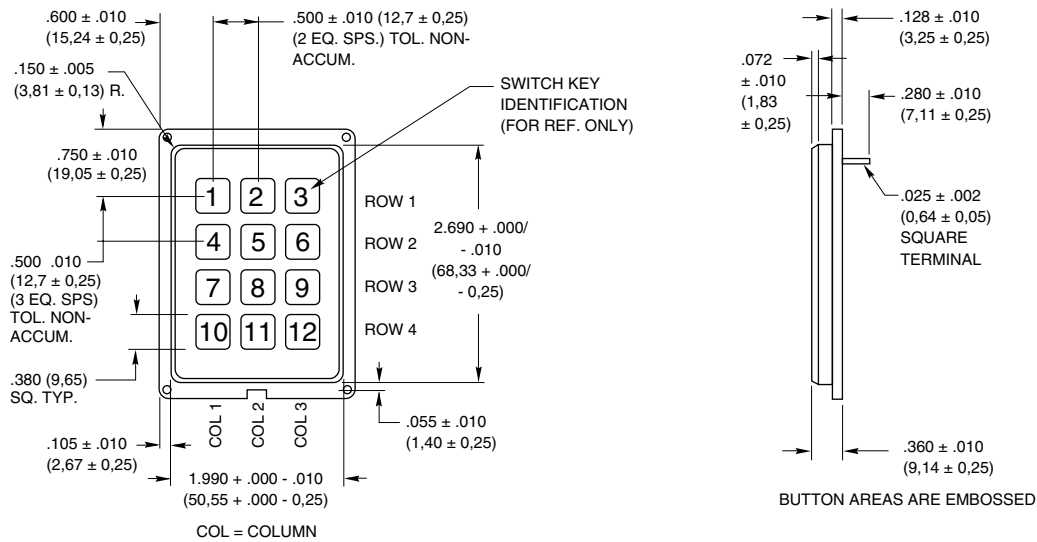 .600 ± .010
(15,24 ± 0,25)
.500 ± .010 (12,7 ± 0,25)
(2 EQ. SPS.) TOL. NON-
ACCUM.
.150 ± .005
(3,81 ± 0,13) R.
SWITCH KEY
IDENTIFICATION
(FOR REF. ONLY)
.750 ± .010
(19,05 ± 0,25)
1 2 3
ROW 1
4 5 6
ROW 2
7 8 9
ROW 3
10 11 12
ROW 4
2.690 + .000/
- .010
(68,33 + .000/
- 0,25)
.500 .010
(12,7 ± 0,25)
(3 EQ. SPS)
TOL. NON-
ACCUM.
.380 (9,65)
SQ. TYP.
COL 1
COL 2
COL 3
.055 ± .010
(1,40 ± 0,25)
.105 ± .010
(2,67 ± 0,25)
1.990 + .000 - .010
(50,55 + .000 - 0,25)
COL = COLUMN
.128 ± .010
(3,25 ± 0,25)
.072
± .010
(1,83
± 0,25)
.280 ± .010
(7,11 ± 0,25)
.025 ± .002
(0,64 ± 0,05)
SQUARE
TERMINAL
.360 ± .010
(9,14 ± 0,25)
BUTTON AREAS ARE EMBOSSED